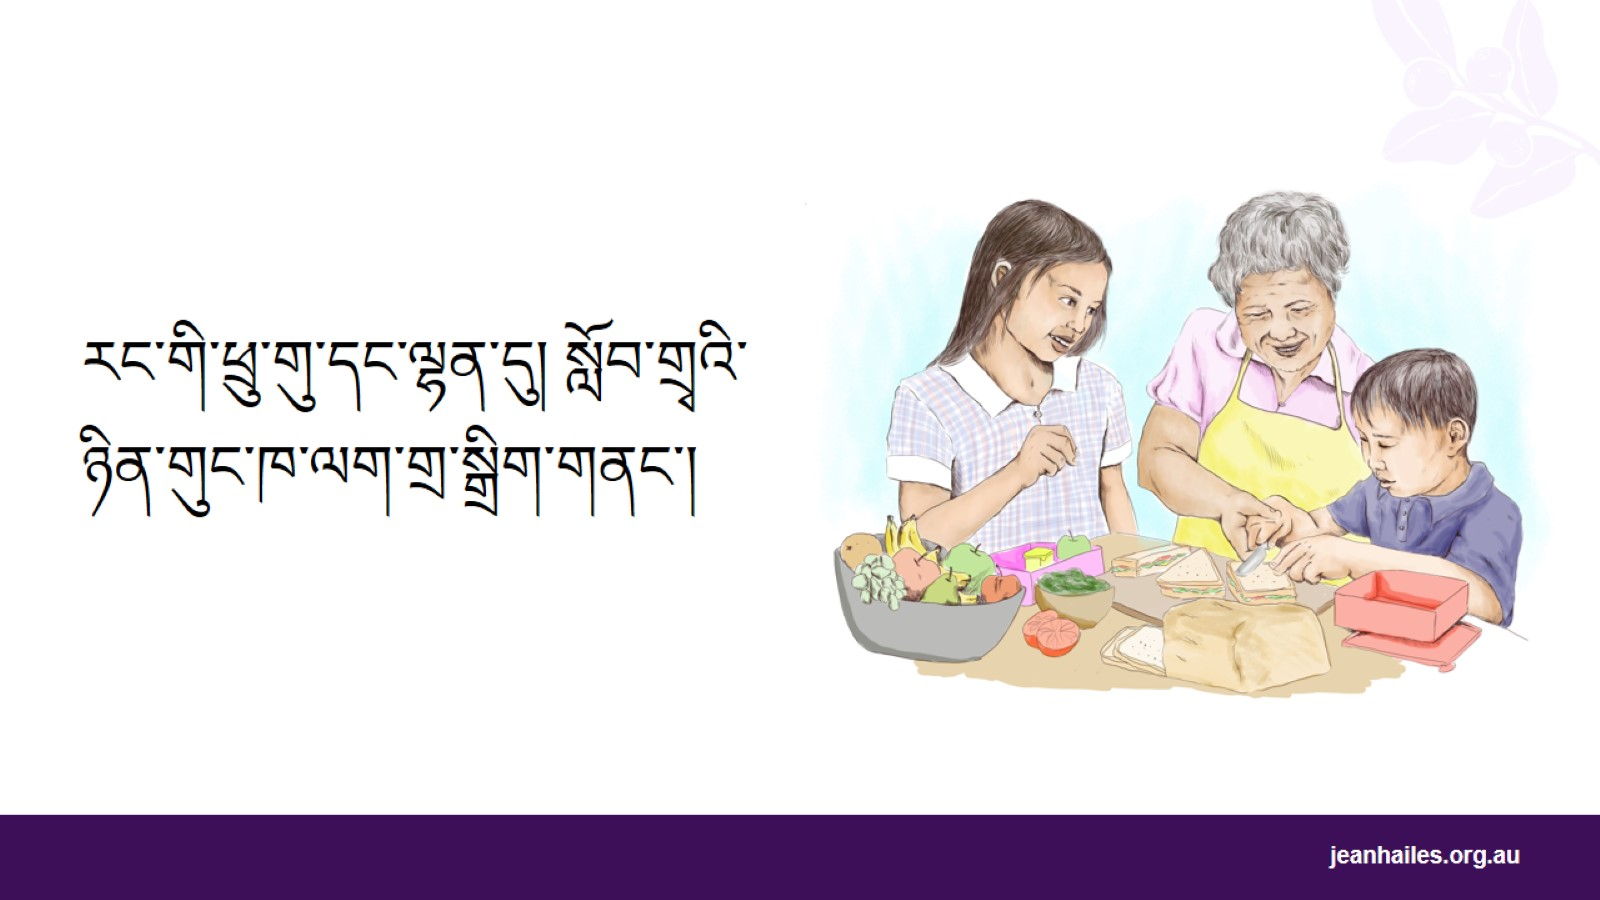 རང་གི་ཕྲུ་གུ་དང་ལྷན་དུ། སློབ་གྲྭའི་
ཉིན་གུང་ཁ་ལག་གྲ་སྒྲིག་གནང་།
jeanhailes.org.au